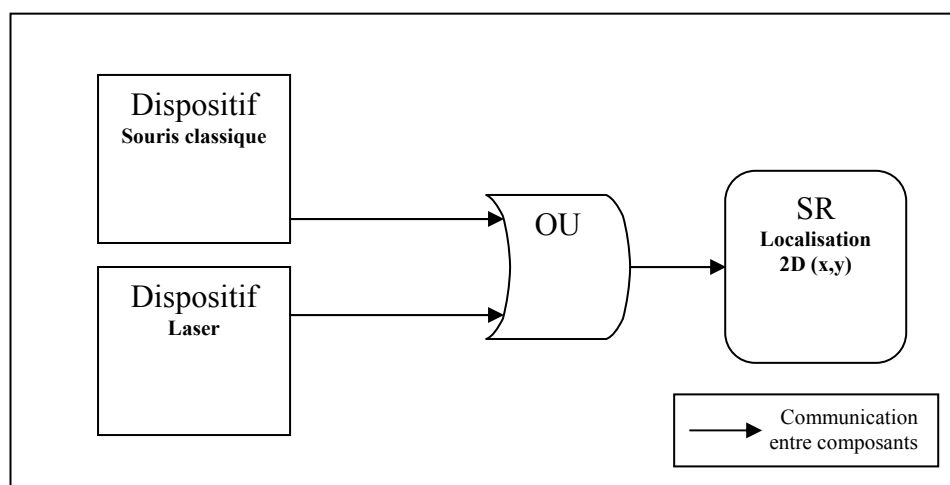 Dispositif
Souris classique
Dispositif
Laser
OU
SR
Localisation
2D (x,y)
Communication
entre composants